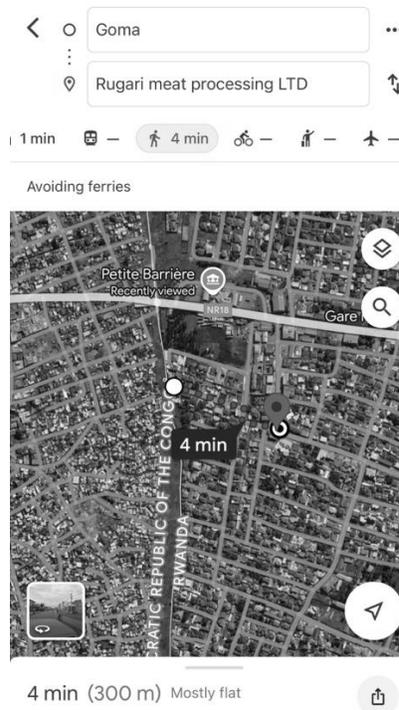 Goma
Rugari meat processing LTD
1 min
—
4 min
—
—
—
Avoiding ferries
Petite Barrière
Recently viewed
NR18
Gare
4 min
CRATIC REPUBLIC OF THE CONGO
RWANDA
4 min (300 m) Mostly flat